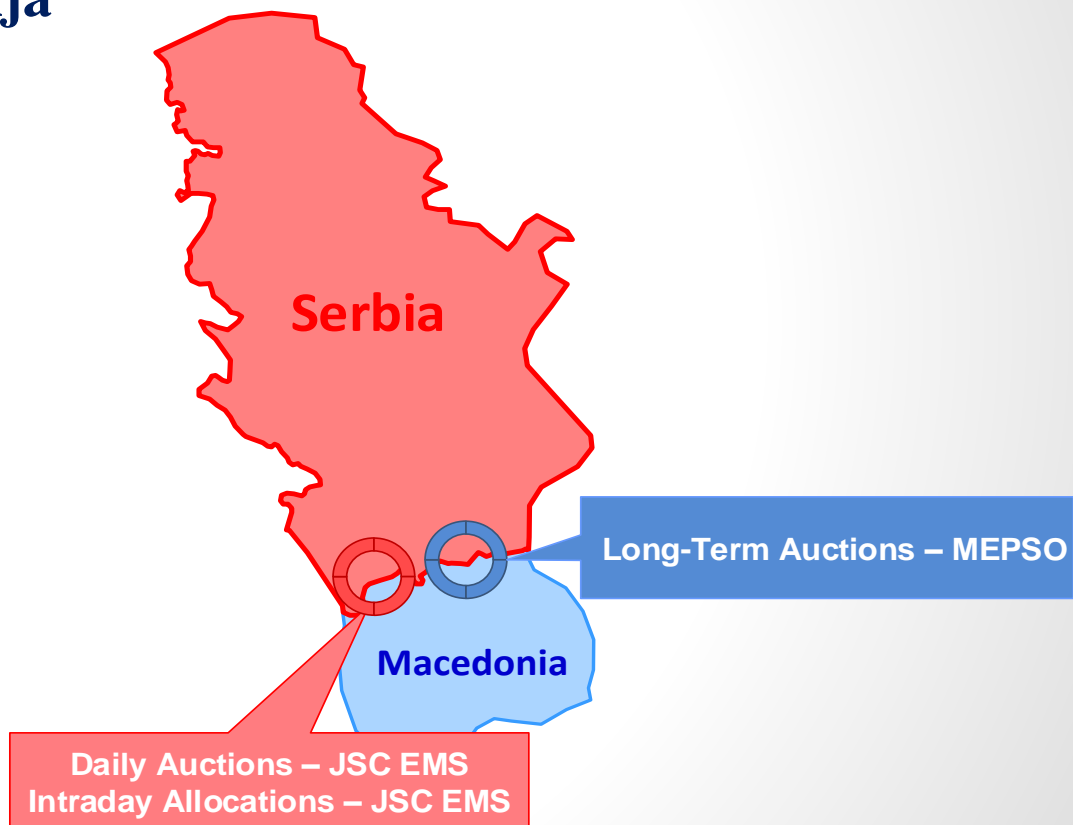 Serbia
Long-Term Auctions – MEPSO
Macedonia
Daily Auctions – JSC EMS
Intraday Allocations – JSC EMS